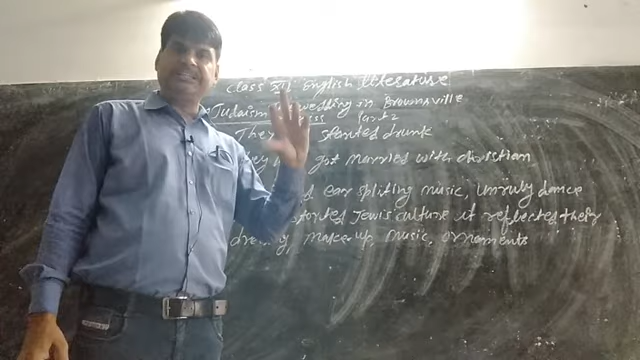 class XII English literature
Judaism wedding in Brownsville
Part 2
They started drunk
got married with christian
ear spliting music, unruly dance
Jewis culture it reflected they
make up, music, ornaments